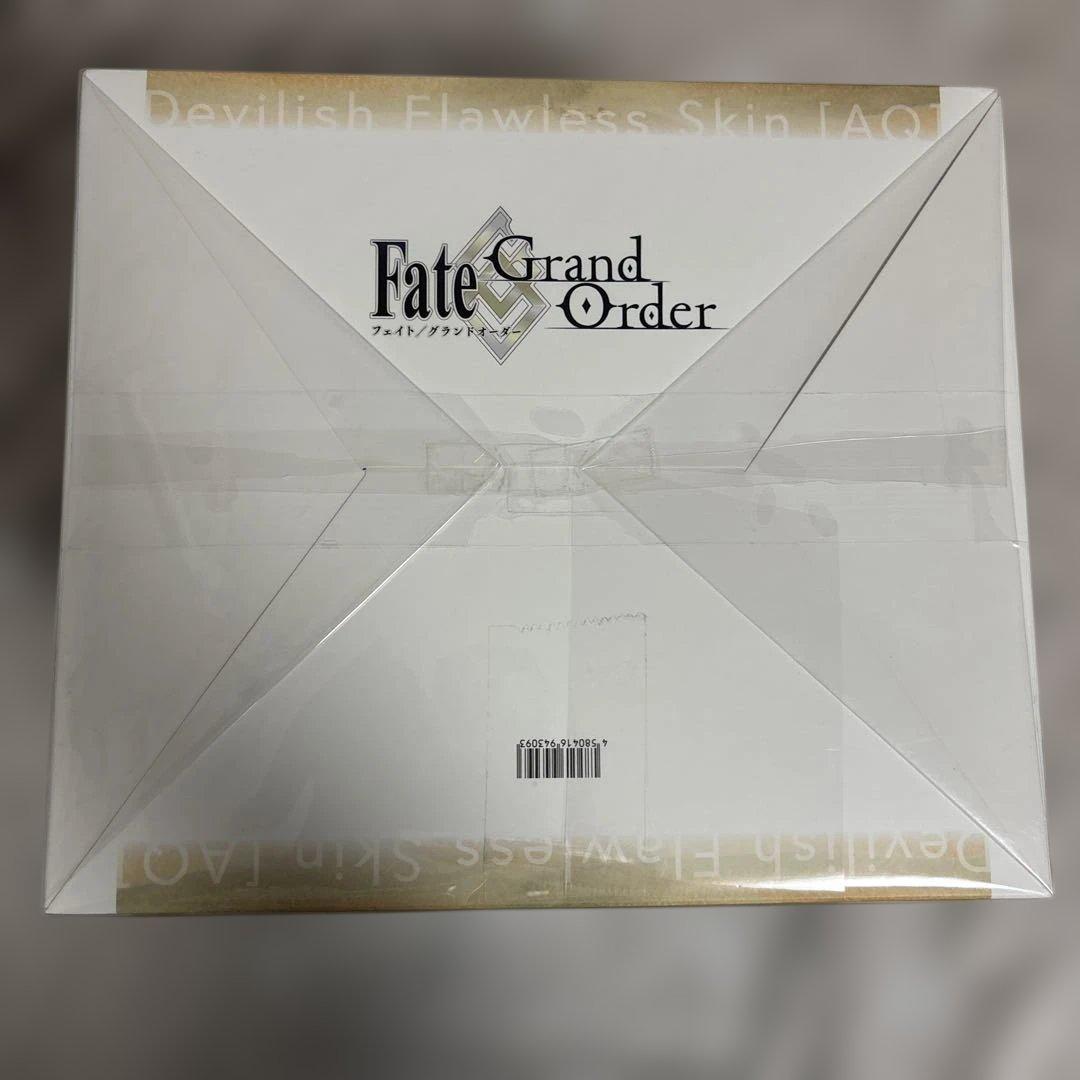 Devilish Flawless Skin [AQ]
Fate Grand Order
フェイト/グランドオーダー
4 580416 943093
Devilish Flawless Skin [AQ]